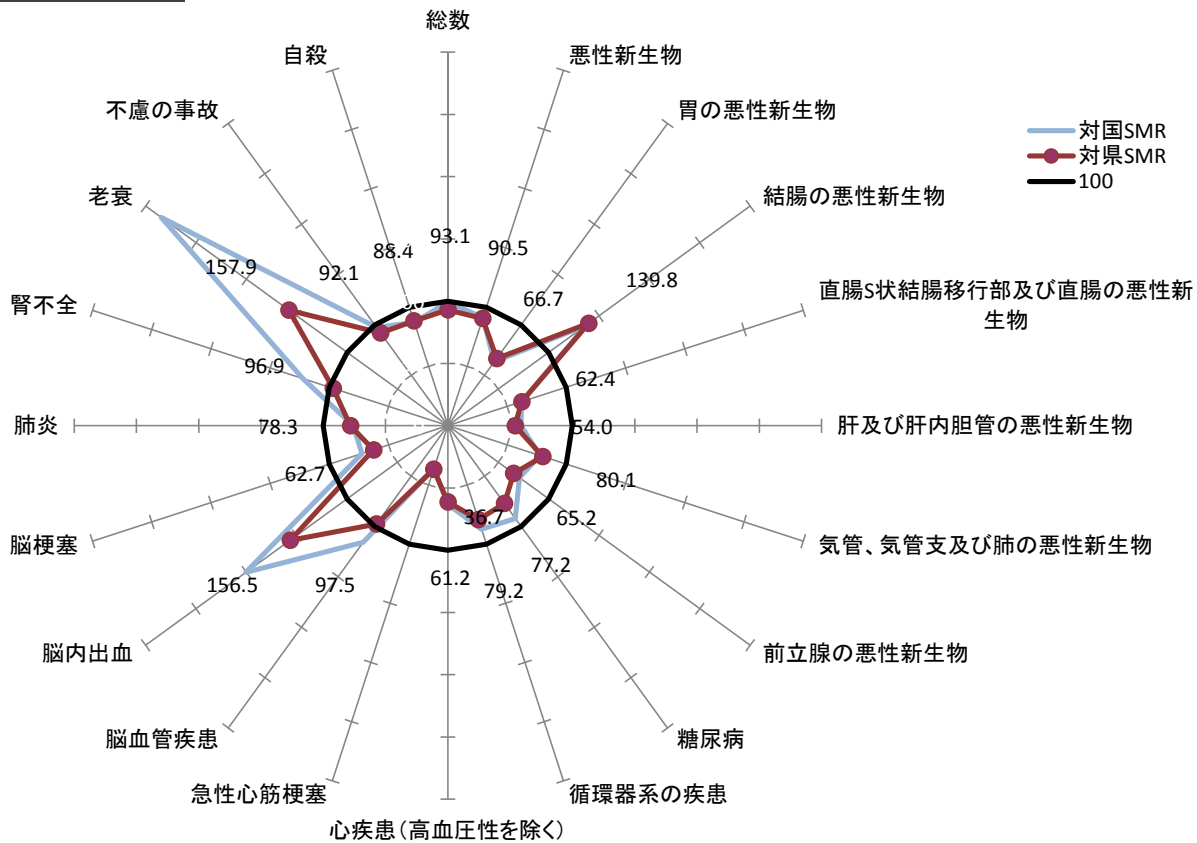 総数
自殺
悪性新生物
不慮の事故
胃の悪性新生物
対国SMR
対県SMR
100
老衰
結腸の悪性新生物
88.4
93.1
90.5
157.9
92.1
66.7
139.8
腎不全
直腸S状結腸移行部及び直腸の悪性新
生物
96.9
62.4
肺炎
78.3
54.0
肝及び肝内胆管の悪性新生物
62.7
80.1
脳梗塞
36.7
65.2
気管、気管支及び肺の悪性新生物
156.5
97.5
61.2
79.2
77.2
脳内出血
前立腺の悪性新生物
脳血管疾患
糖尿病
急性心筋梗塞
循環器系の疾患
心疾患(高血圧性を除く)